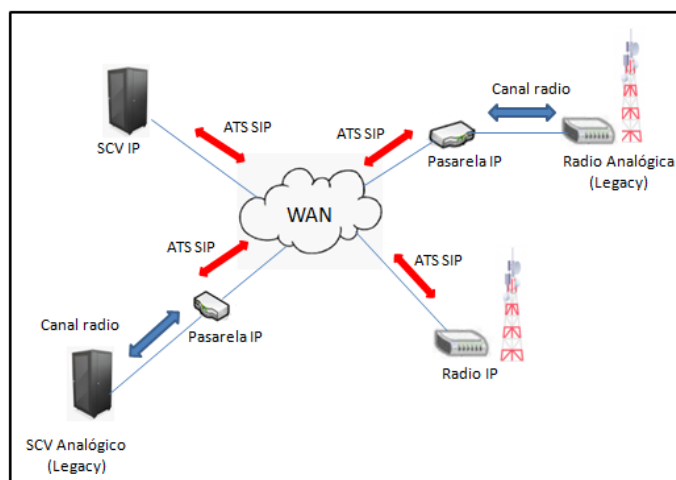 Canal radio
ATS SIP
ATS SIP
SCV IP
Pasarela IP
Radio Analógica
(Legacy)
WAN
ATS SIP
ATS SIP
Canal radio
Pasarela IP
Radio IP
SCV Analógico
(Legacy)